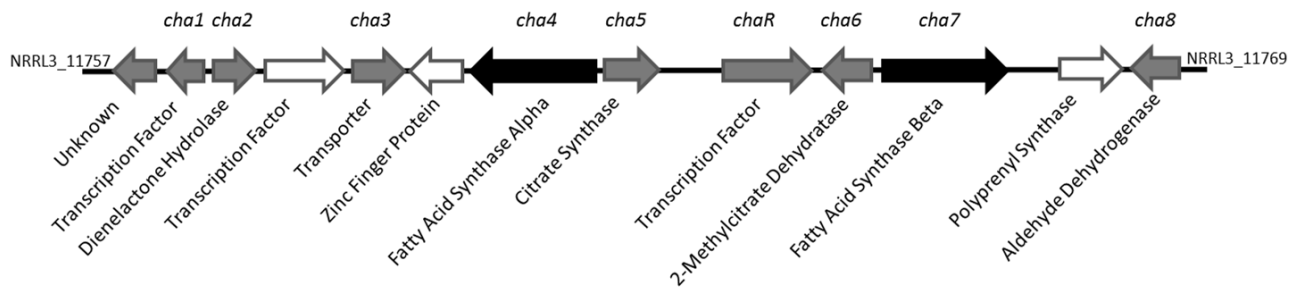 cha1 cha2 cha3 cha4 cha5 chaR cha6 cha7 cha8
NRRL3_11757
NRRL3_11769
Unknown
Transcription Factor
Dienelactone Hydrolase
Transcription Factor
Transporter
Zinc Finger Protein
Fatty Acid Synthase Alpha
Citrate Synthase
Transcription Factor
2-Methylcitrate Dehydratase
Fatty Acid Synthase Beta
Polyprenyl Synthase
Aldehyde Dehydrogenase